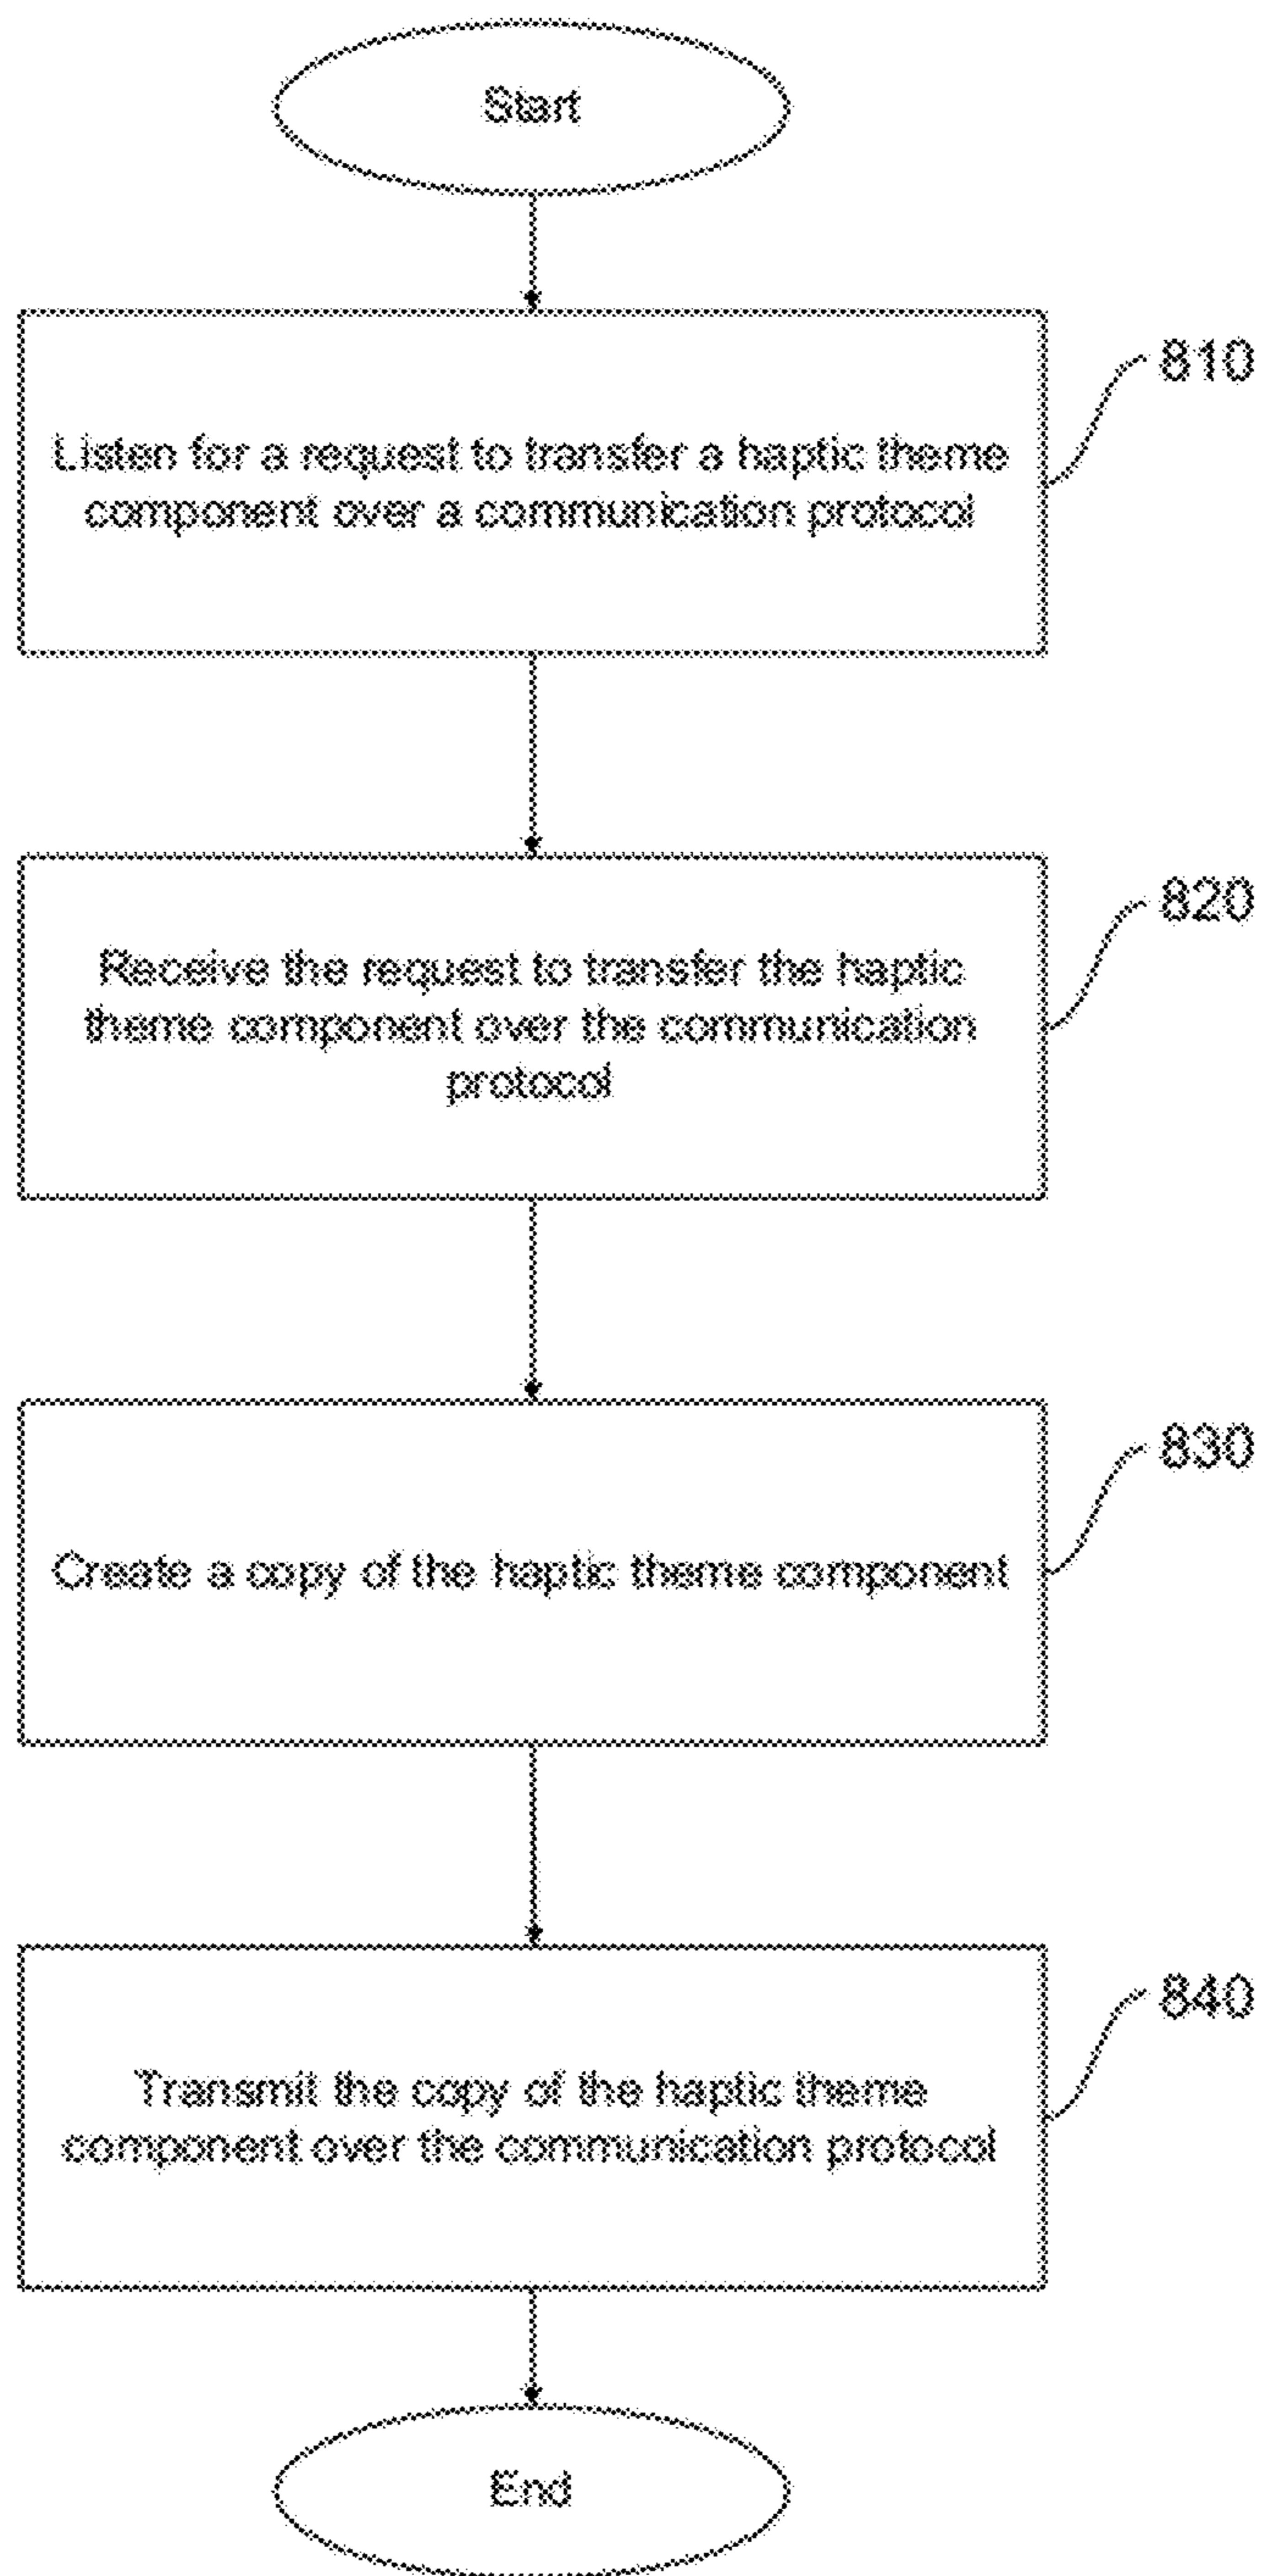 Start
810
Listen for a request to transfer a haptic theme
component over a communication protocol
820
Receive the request to transfer the haptic
theme component over the communication
protocol
830
Create a copy of the haptic theme component
840
Transmit the copy of the haptic theme
component over the communication protocol
End